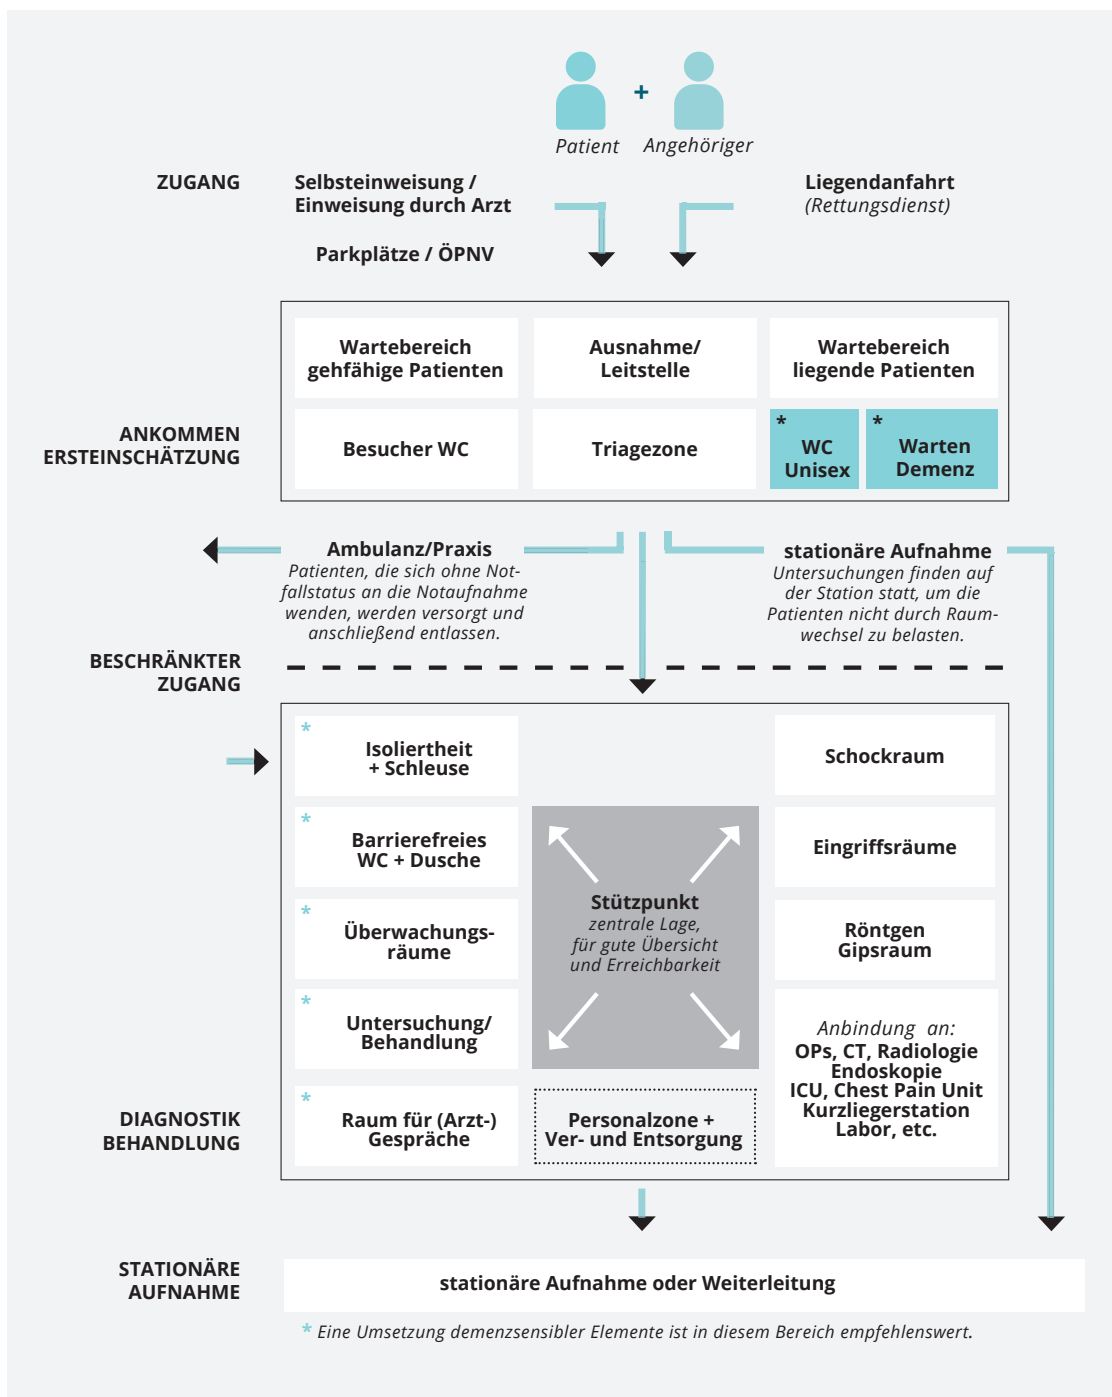 +
Patient
Angehöriger
ZUGANG
Selbsteinweisung /
Einweisung durch Arzt
Parkplätze / ÖPNV
Liegendanfahrt
(Rettungsdienst)
ANKOMMEN
ERSTEINSCHÄTZUNG
Wartebereich
gehfähige Patienten
Ausnahme/
Leitstelle
Wartebereich
liegende Patienten
Besucher WC
Triagezone
*
WC
Unisex
*
Warten
Demenz
Ambulanz/Praxis
Patienten, die sich ohne Not-
fallstatus an die Notaufnahme
wenden, werden versorgt und
anschließend entlassen.
stationäre Aufnahme
Untersuchungen finden auf
der Station statt, um die
Patienten nicht durch Raum-
wechsel zu belasten.
BESCHRÄNKTER
ZUGANG
*
Isoliertheit
+ Schleuse
*
Barrierefreies
WC + Dusche
*
Überwachungs-
räume
*
Untersuchung/
Behandlung
*
Raum für (Arzt-)
Gespräche
Stützpunkt
zentrale Lage,
für gute Übersicht
und Erreichbarkeit
Personalzone +
Ver- und Entsorgung
Schockraum
Eingriffsräume
Röntgen
Gipsraum
Anbindung an:
OPs, CT, Radiologie
Endoskopie
ICU, Chest Pain Unit
Kurzliegerstation
Labor, etc.
DIAGNOSTIK
BEHANDLUNG
STATIONÄRE
AUFNAHME
stationäre Aufnahme oder Weiterleitung
* Eine Umsetzung demenzsensibler Elemente ist in diesem Bereich empfehlenswert.